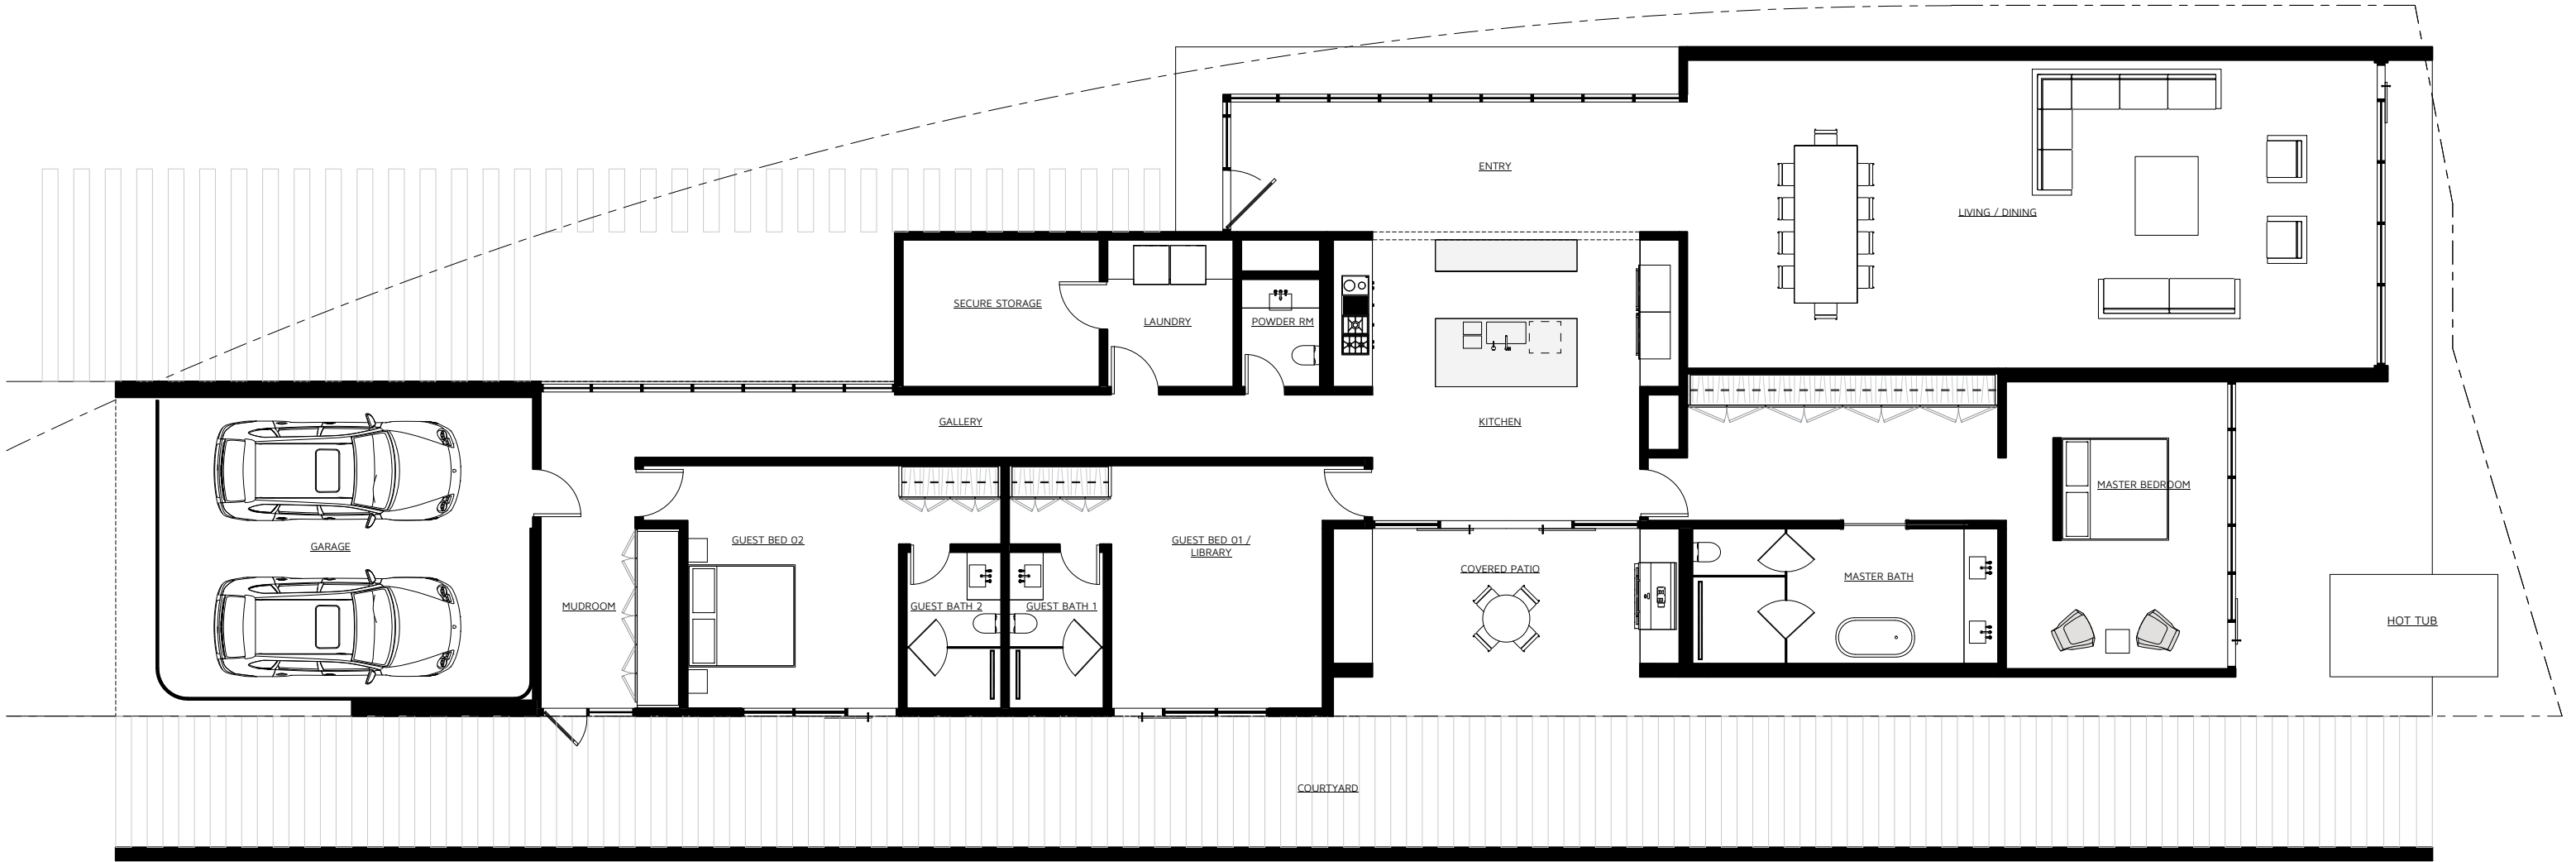 ENTRY
LIVING / DINING
SECURE STORAGE
LAUNDRY
POWDER RM
GALLERY
KITCHEN
MASTER BEDROOM
GARAGE
GUEST BED 02
GUEST BED 01 /
LIBRARY
COVERED PATIO
MASTER BATH
MUDROOM
GUEST BATH 2
GUEST BATH 1
HOT TUB
COURTYARD